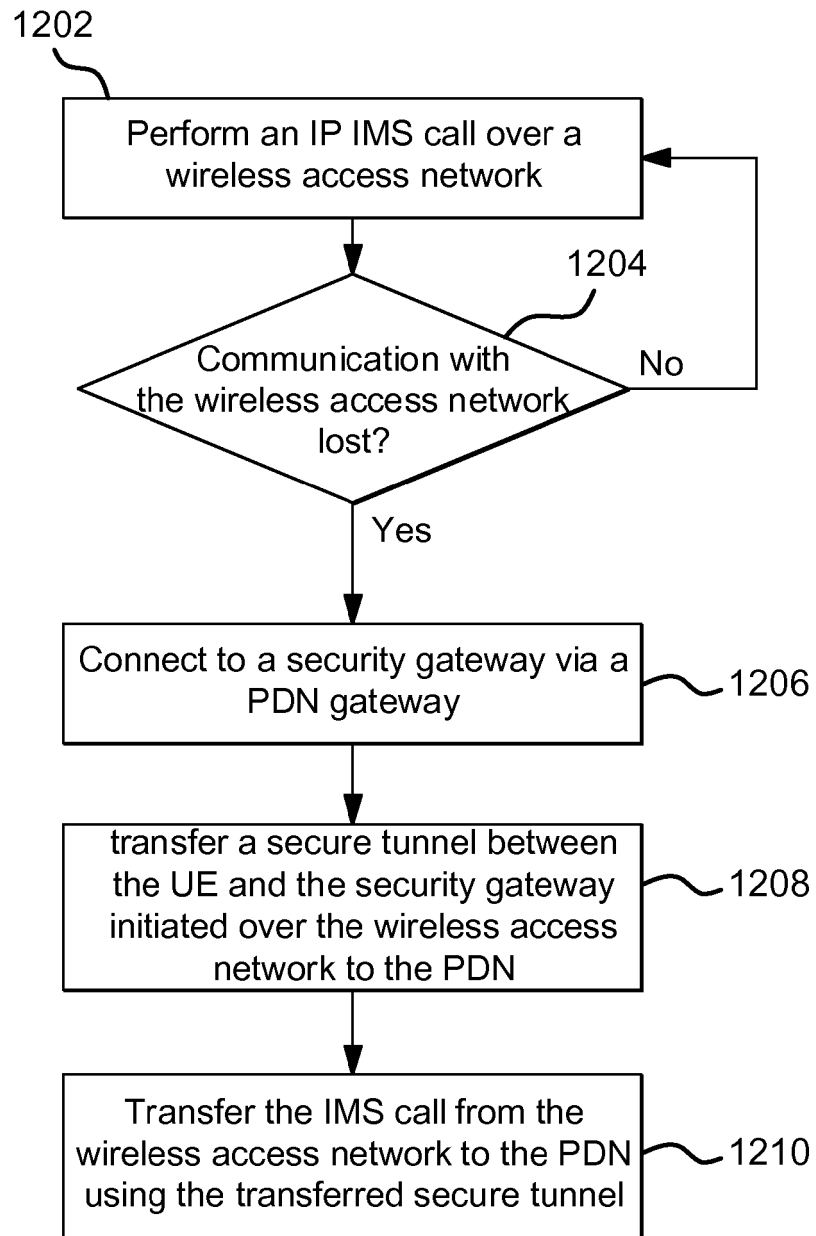 1202
Perform an IP IMS call over a
wireless access network
1204
Communication with
the wireless access network
lost?
No
Yes
Connect to a security gateway via a
PDN gateway
1206
transfer a secure tunnel between
the UE and the security gateway
initiated over the wireless access
network to the PDN
1208
Transfer the IMS call from the
wireless access network to the PDN
using the transferred secure tunnel
1210